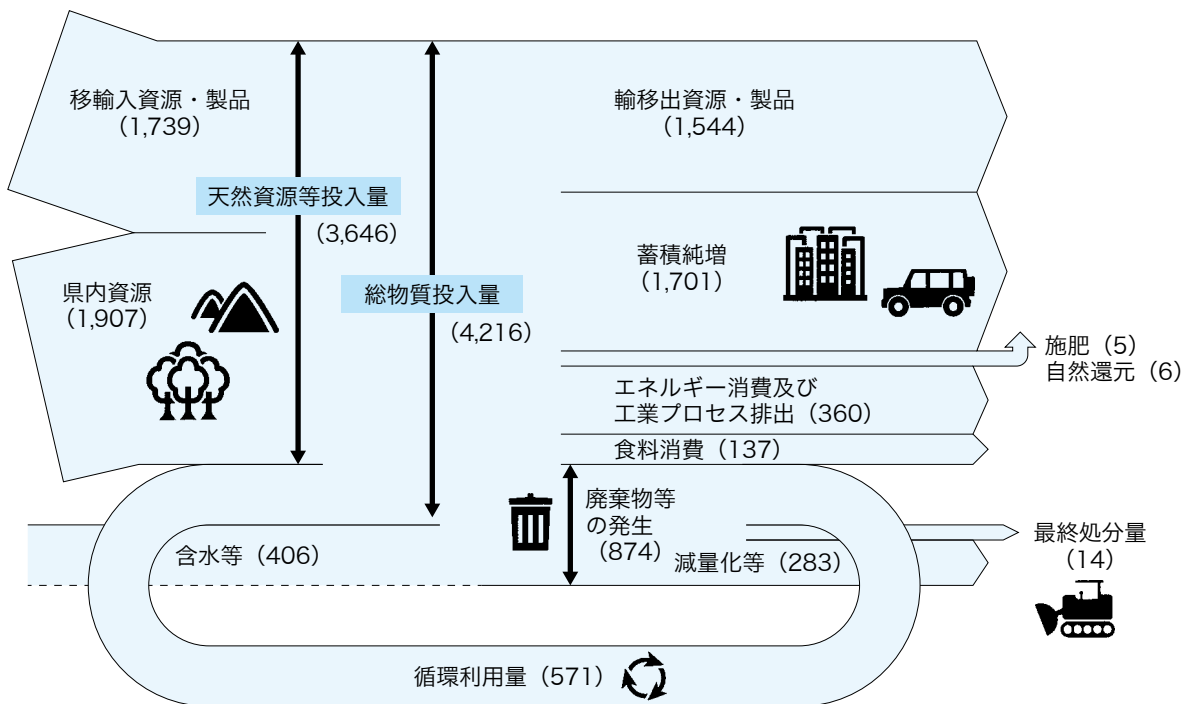 移輸入資源・製品
（1,739）
輸移出資源・製品
（1,544）
天然資源等投入量
（3,646）
蓄積純増
（1,701）
県内資源
（1,907）
総物質投入量
（4,216）
施肥（5）
自然還元（6）
エネルギー消費及び
工業プロセス排出（360）
食料消費（137）
廃棄物等
の発生
（874）
最終処分量
（14）
含水等（406）
減量化等（283）
循環利用量（571）